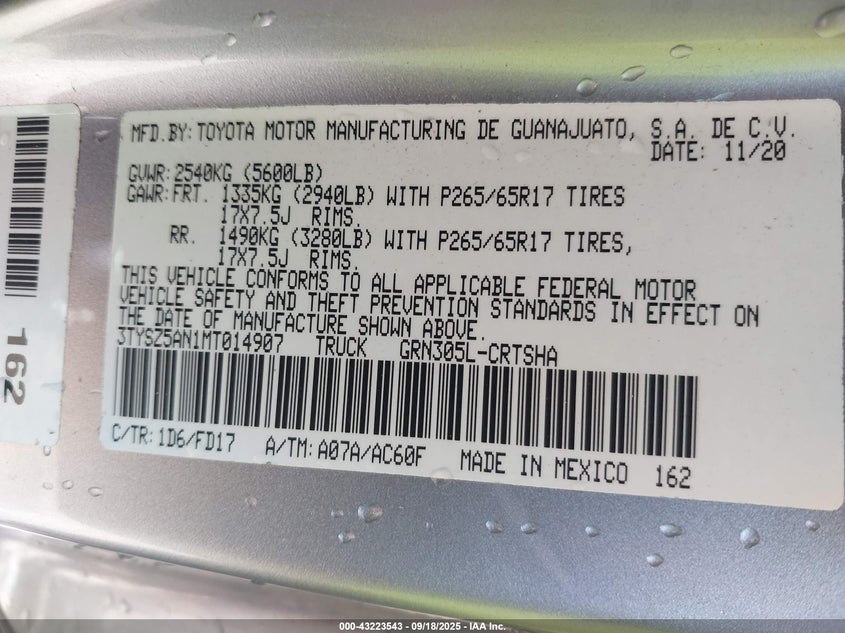 MFD.BY: TOYOTA MOTOR MANUFACTURING DE GUANAJUATO, S.A. DE C.V.
DATE: 11/20
GVWR: 2540KG (5600LB)
GAWR: FRT. 1335KG (2940LB) WITH P265/65R17 TIRES
17X7.5J RIMS.
RR. 1490KG (3280LB) WITH P265/65R17 TIRES,
17X7.5J RIMS.
THIS VEHICLE CONFORMS TO ALL APPLICABLE FEDERAL MOTOR
VEHICLE SAFETY AND THEFT PREVENTION STANDARDS IN EFFECT ON
THE DATE OF MANUFACTURE SHOWN ABOVE.
3TYSZ5AN1MT014907 TRUCK GRN305L-CRTSHA
C/TR: 1D6/FD17 A/TM: A07A/AC60F MADE IN MEXICO 162
162
000-43223543 - 09/18/2025 - IAA Inc.